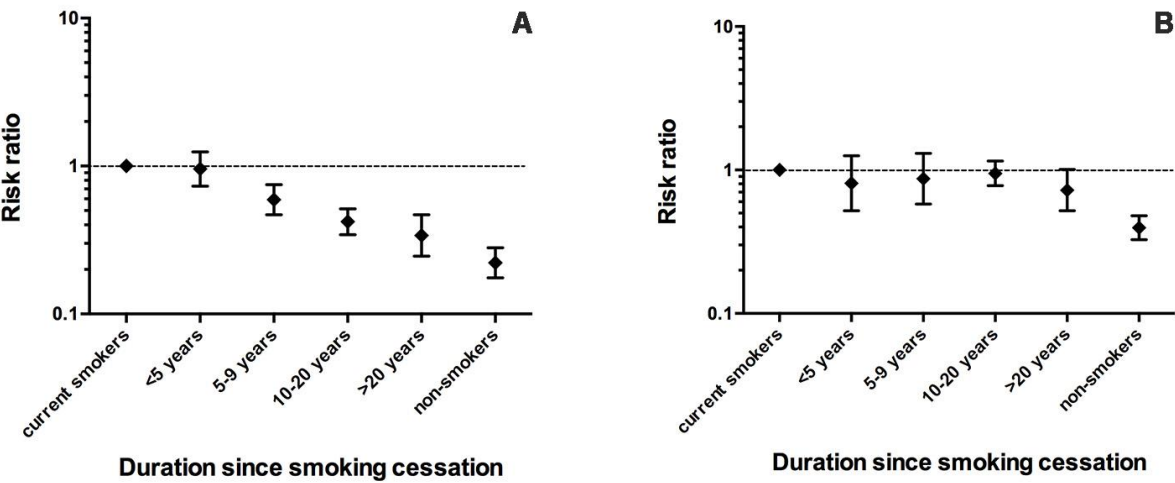 A
10
1
0.1
Risk ratio
current smokers
<5 years
5-9 years
10-20 years
>20 years
non-smokers
Duration since smoking cessation
B
10
1
0.1
Risk ratio
current smokers
<5 years
5-9 years
10-20 years
>20 years
non-smokers
Duration since smoking cessation